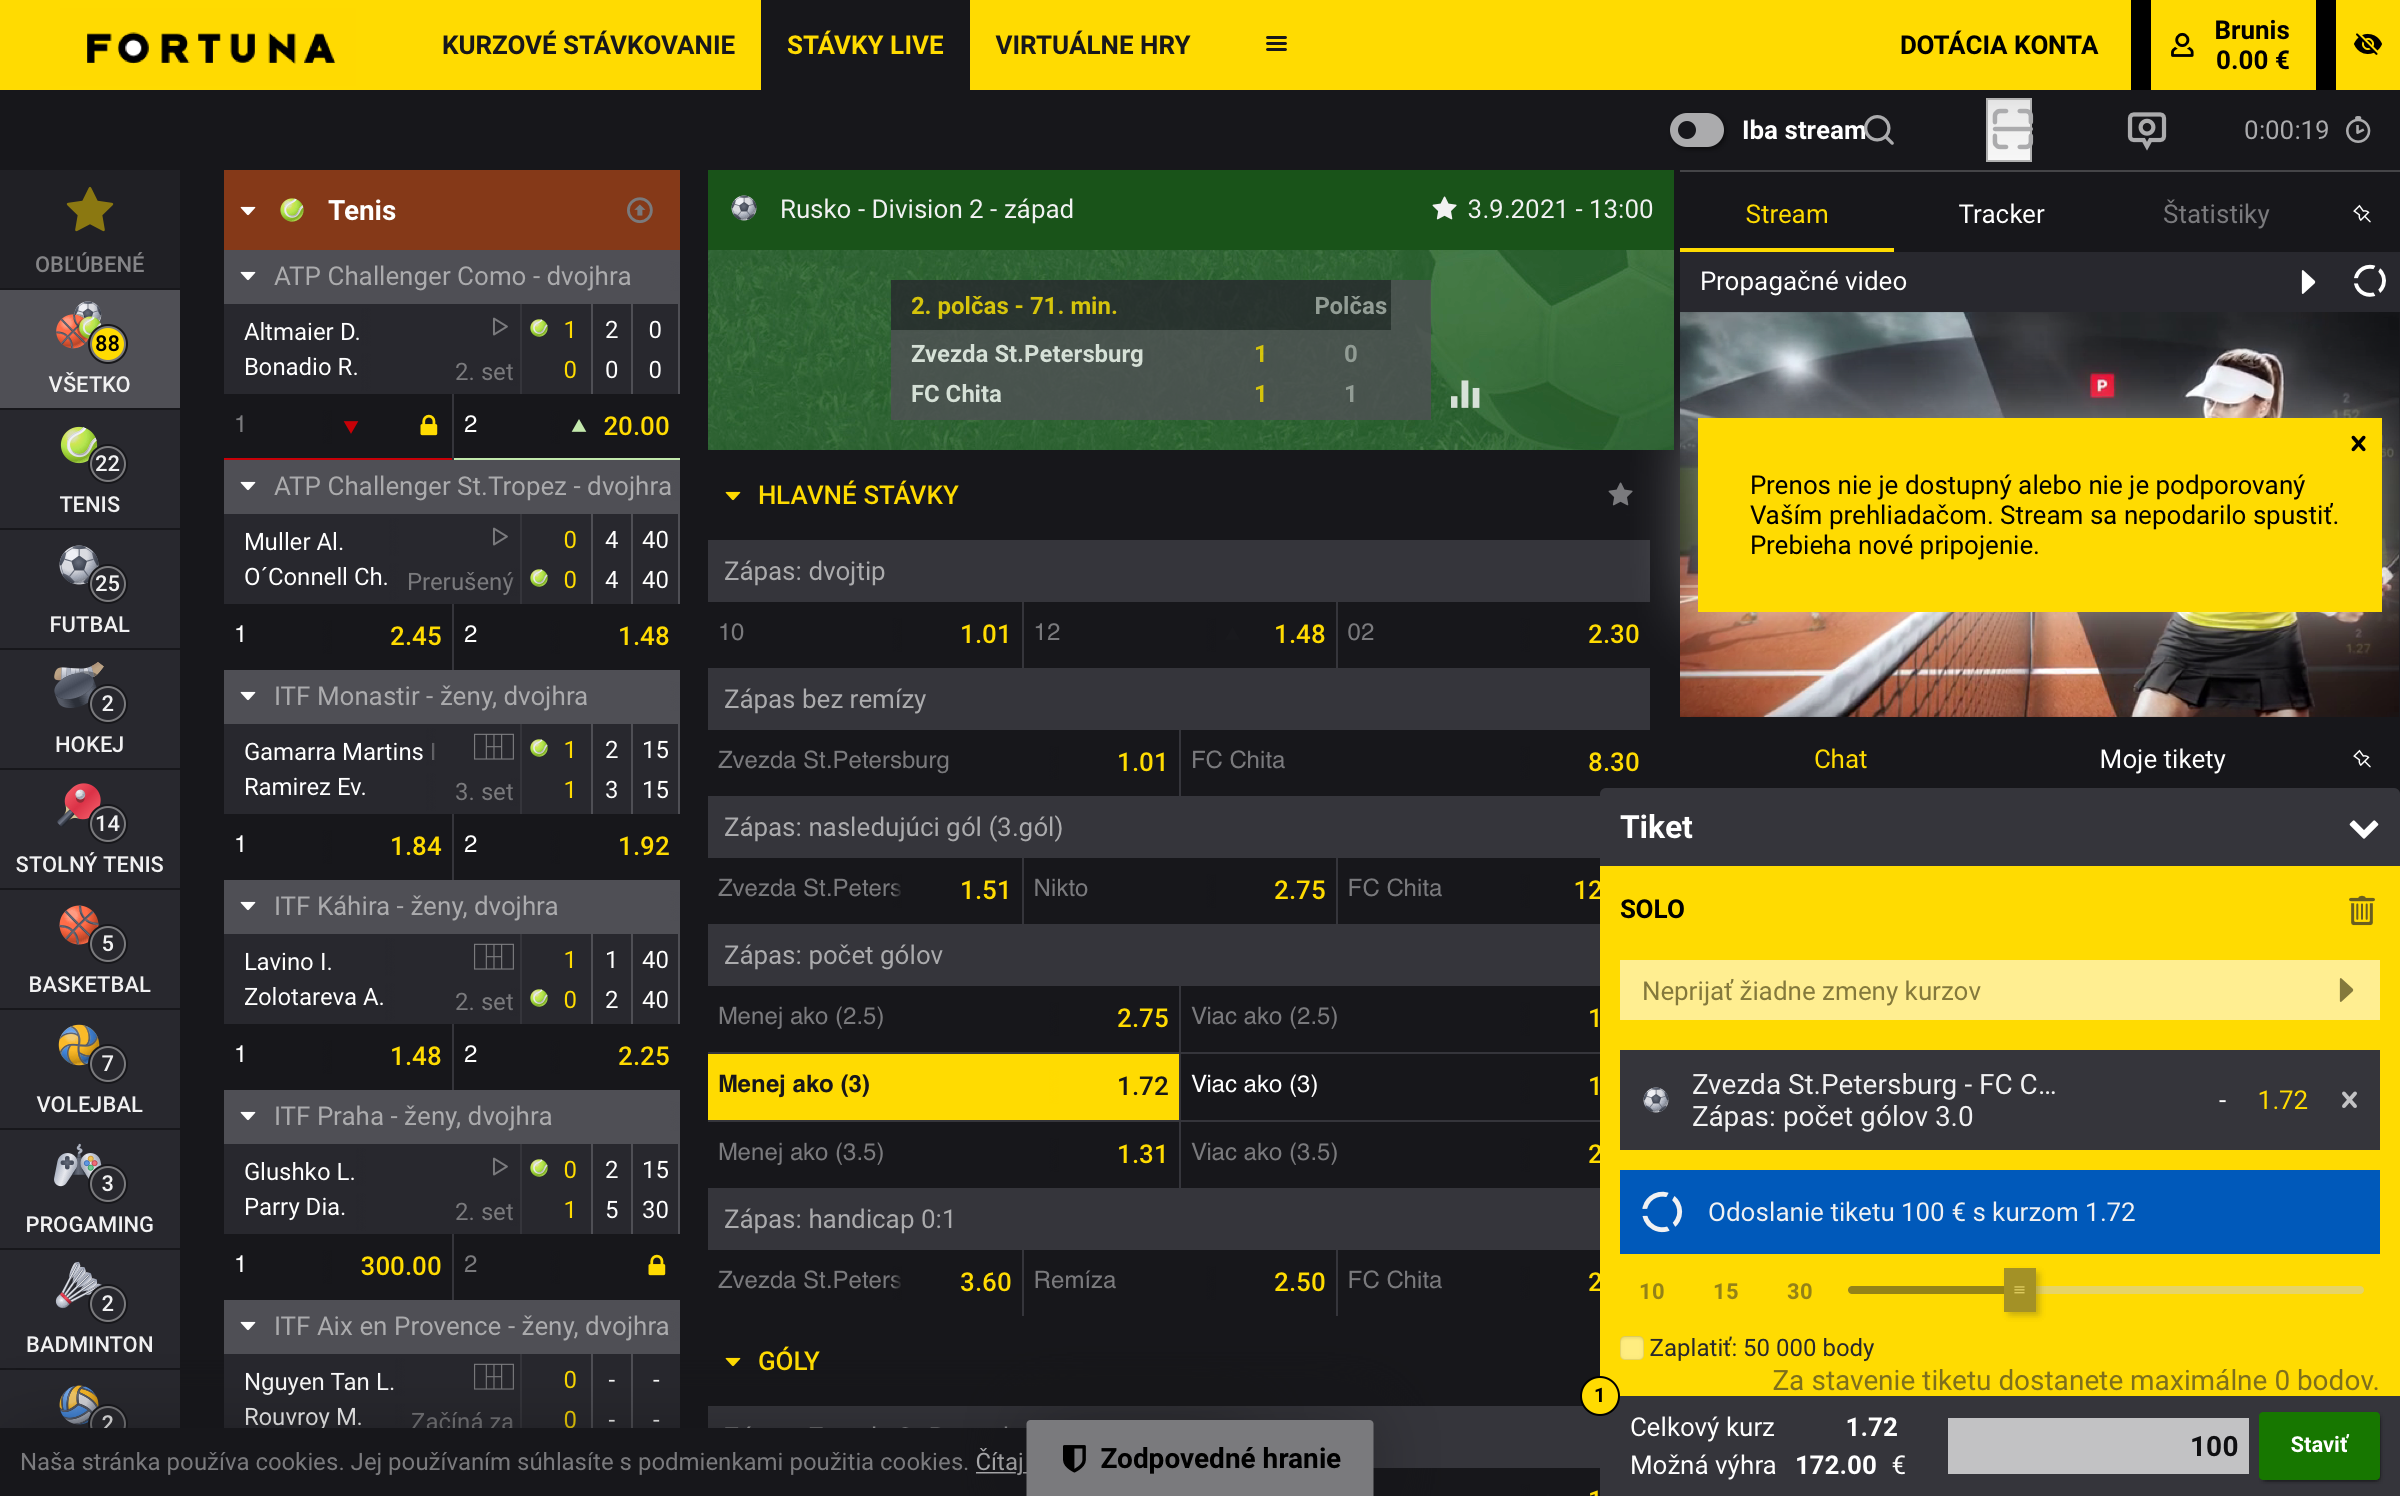 FORTUNA
KURZOVÉ STÁVKOVANIE
STÁVKY LIVE
VIRTUÁLNE HRY
DOTÁCIA KONTA
Brunis
0.00 €
Iba stream
0:00:19
OBĽÚBENÉ
88
VŠETKO
22
TENIS
25
FUTBAL
2
HOKEJ
14
STOLNÝ TENIS
5
BASKETBAL
7
VOLEJBAL
3
PROGAMING
2
BADMINTON
2
Tenis
ATP Challenger Como - dvojhra
Altmaier D. 1 2 0
Bonadio R. 2. set 0 0 0
1 2 20.00
ATP Challenger St.Tropez - dvojhra
Muller Al. 0 4 40
O´Connell Ch. Prerušený 0 4 40
1 2.45 2 1.48
ITF Monastir - ženy, dvojhra
Gamarra Martins 1 2 15
Ramirez Ev. 3. set 1 3 15
1 1.84 2 1.92
ITF Káhira - ženy, dvojhra
Lavino I. 1 1 40
Zolotareva A. 2. set 0 2 40
1 1.48 2 2.25
ITF Praha - ženy, dvojhra
Glushko L. 0 2 15
Parry Dia. 2. set 1 5 30
1 300.00 2
ITF Aix en Provence - ženy, dvojhra
Nguyen Tan L. 0 - -
Rouvroy M. Začíná za 0 - -
Rusko - Division 2 - západ
3.9.2021 - 13:00
2. polčas - 71. min. Polčas
Zvezda St.Petersburg 1 0
FC Chita 1 1
HLAVNÉ STÁVKY
Zápas: dvojtip
10 1.01 12 1.48 02 2.30
Zápas bez remízy
Zvezda St.Petersburg 1.01 FC Chita 8.30
Zápas: nasledujúci gól (3.gól)
Zvezda St.Peters 1.51 Nikto 2.75 FC Chita 12
Zápas: počet gólov
Menej ako (2.5) 2.75 Viac ako (2.5) 1
Menej ako (3) 1.72 Viac ako (3) 1
Menej ako (3.5) 1.31 Viac ako (3.5) 2
Zápas: handicap 0:1
Zvezda St.Peters 3.60 Remíza 2.50 FC Chita 2
GÓLY
Stream
Tracker
Štatistiky
Propagačné video
P
Prenos nie je dostupný alebo nie je podporovaný
Vaším prehliadačom. Stream sa nepodarilo spustiť.
Prebieha nové pripojenie.
2
1.27
Chat
Moje tikety
Tiket
SOLO
Neprijať žiadne zmeny kurzov
Zvezda St.Petersburg - FC C...
Zápas: počet gólov 3.0
- 1.72
Odoslanie tiketu 100 € s kurzom 1.72
10 15 30
Zaplatiť: 50 000 body
Za stavenie tiketu dostanete maximálne 0 bodov.
1
Celkový kurz 1.72
Možná výhra 172.00 €
100
Staviť
Naša stránka používa cookies. Jej používaním súhlasíte s podmienkami použitia cookies. Čítaj
Zodpovedné hranie